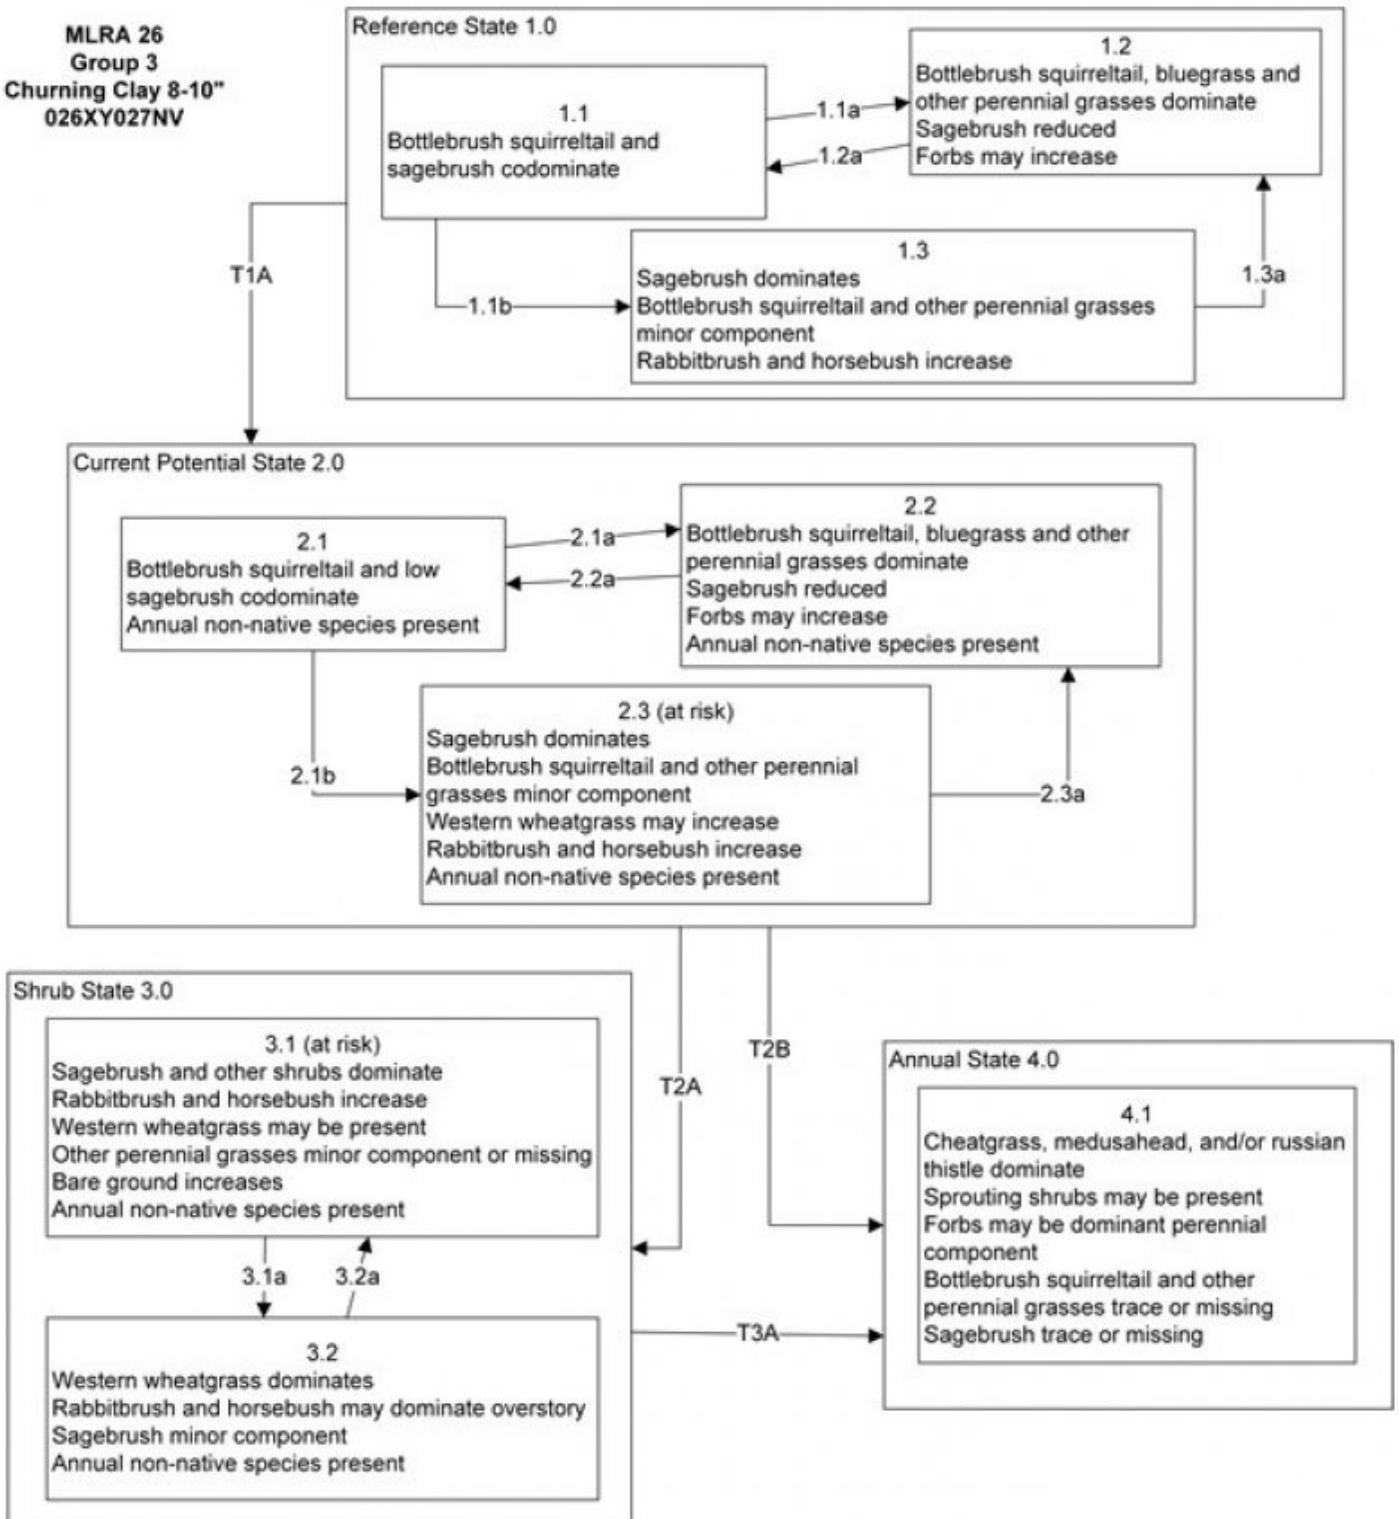 MLRA 26
Group 3
Churning Clay 8-10"
026XY027NV
Reference State 1.0
1.1
Bottlebrush squirreltail and
sagebrush codominate
1.1a
1.2a
1.2
Bottlebrush squirreltail, bluegrass and
other perennial grasses dominate
Sagebrush reduced
Forbs may increase
1.1b
1.3
Sagebrush dominates
Bottlebrush squirreltail and other perennial grasses
minor component
Rabbitbrush and horsebush increase
1.3a
T1A
Current Potential State 2.0
2.1
Bottlebrush squirreltail and low
sagebrush codominate
Annual non-native species present
2.1a
2.2a
2.2
Bottlebrush squirreltail, bluegrass and other
perennial grasses dominate
Sagebrush reduced
Forbs may increase
Annual non-native species present
2.1b
2.3 (at risk)
Sagebrush dominates
Bottlebrush squirreltail and other perennial
grasses minor component
Western wheatgrass may increase
Rabbitbrush and horsebush increase
Annual non-native species present
2.3a
T2A
T2B
Shrub State 3.0
3.1 (at risk)
Sagebrush and other shrubs dominate
Rabbitbrush and horsebush increase
Western wheatgrass may be present
Other perennial grasses minor component or missing
Bare ground increases
Annual non-native species present
3.1a
3.2a
3.2
Western wheatgrass dominates
Rabbitbrush and horsebush may dominate overstory
Sagebrush minor component
Annual non-native species present
T3A
Annual State 4.0
4.1
Cheatgrass, medusahead, and/or russian
thistle dominate
Sprouting shrubs may be present
Forbs may be dominant perennial
component
Bottlebrush squirreltail and other
perennial grasses trace or missing
Sagebrush trace or missing